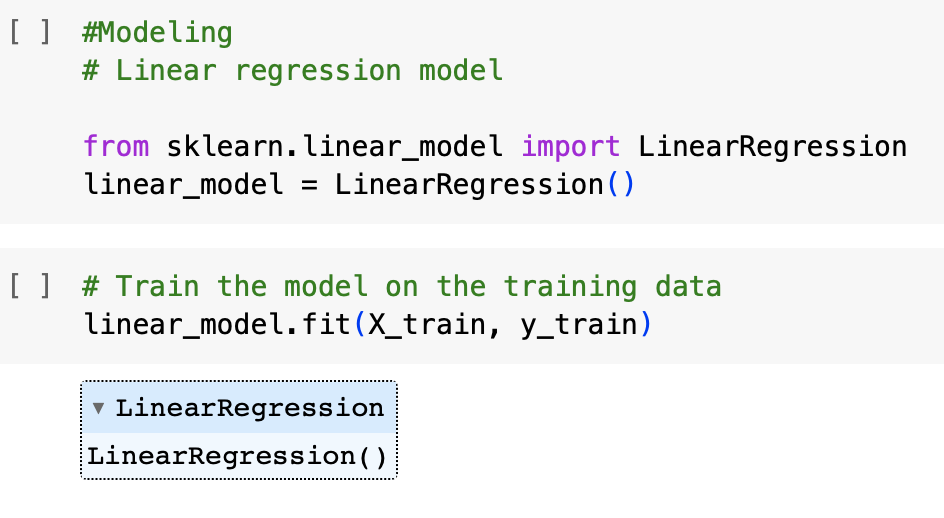 [ ] #Modeling
# Linear regression model
from sklearn.linear_model import LinearRegression
linear_model = LinearRegression()
[ ] # Train the model on the training data
linear_model.fit(X_train, y_train)
▾ LinearRegression
LinearRegression()